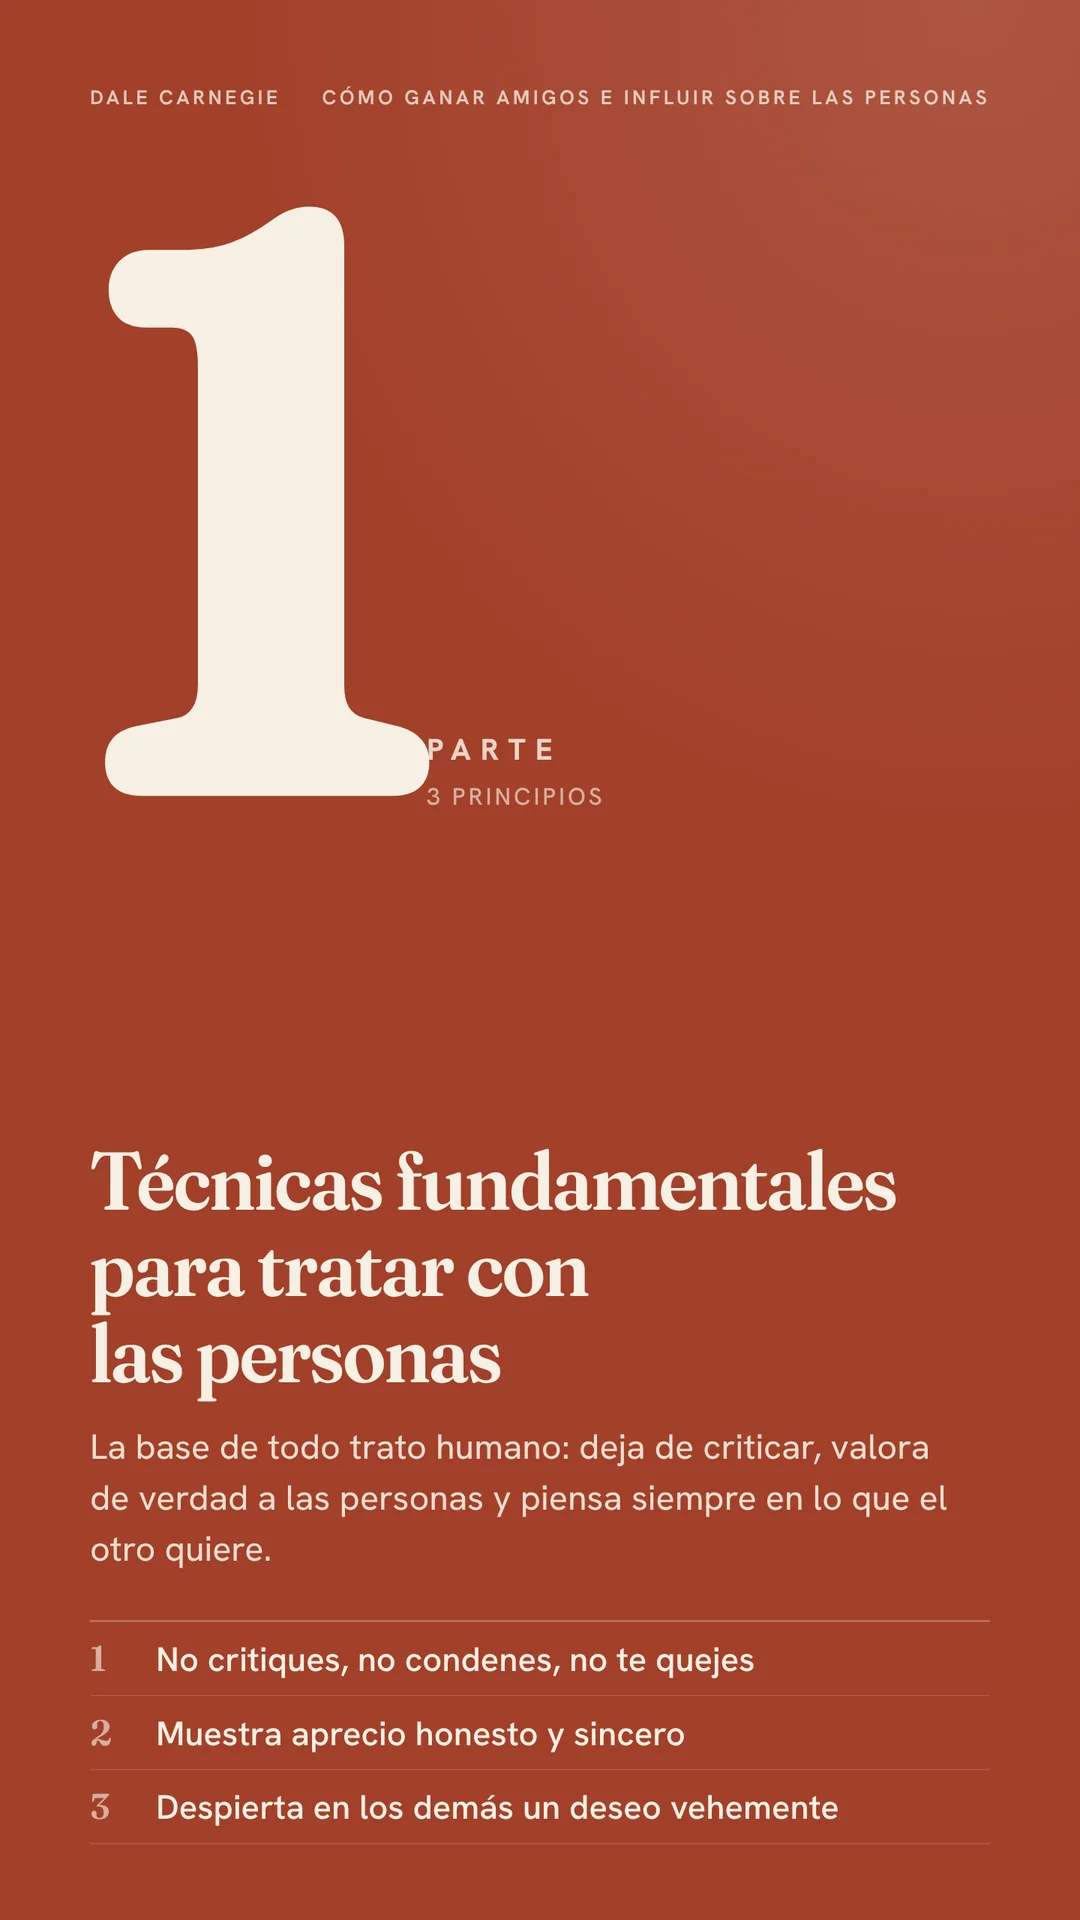 DALE CARNEGIE CÓMO GANAR AMIGOS E INFLUIR SOBRE LAS PERSONAS
1
PARTE
3 PRINCIPIOS
Técnicas fundamentales
para tratar con
las personas
La base de todo trato humano: deja de criticar, valora
de verdad a las personas y piensa siempre en lo que el
otro quiere.
1 No critiques, no condenes, no te quejes
2 Muestra aprecio honesto y sincero
3 Despierta en los demás un deseo vehemente